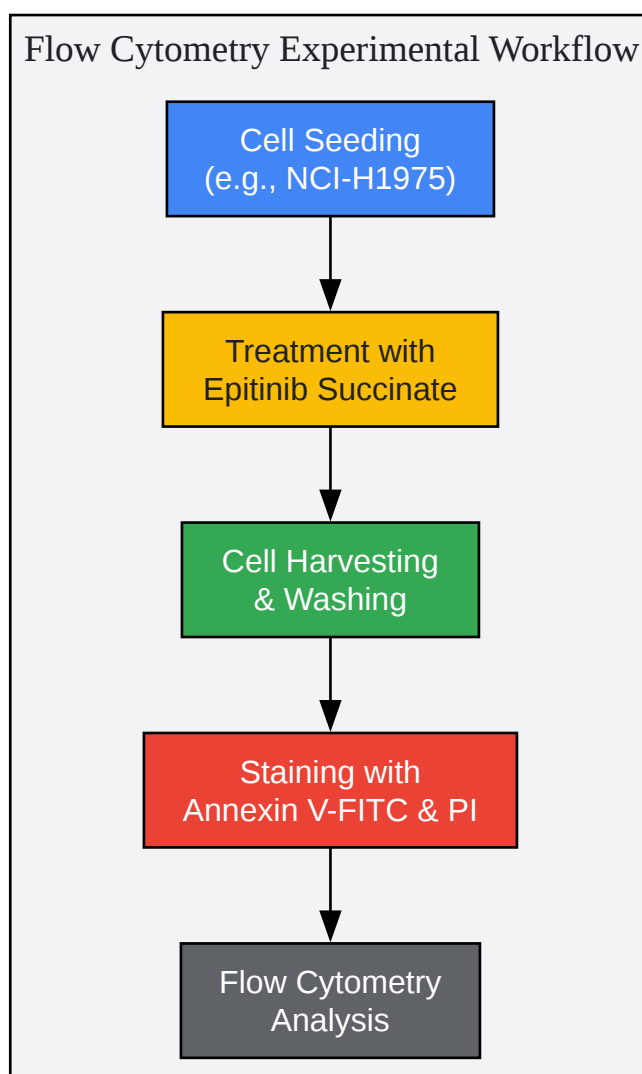 Flow Cytometry Experimental Workflow
Cell Seeding
(e.g., NCI-H1975)
Treatment with
Epitinib Succinate
Cell Harvesting
& Washing
Staining with
Annexin V-FITC & PI
Flow Cytometry
Analysis